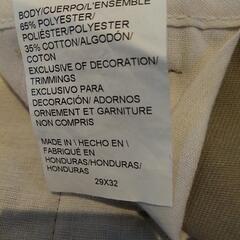 BODY/CUERPO/L'ENSEMBLE
65% POLYESTER/
POLIÉSTER/POLYESTER
35% COTTON/ALGODÓN/
COTON
EXCLUSIVE OF DECORATION/
TRIMMINGS
EXCLUSIVO PARA
DECORACIÓN/ ADORNOS
ORNEMENT ET GARNITURE
NON COMPRIS
MADE IN \ HECHO EN \
FABRIQUÉ EN
HONDURAS/HONDURAS/
HONDURAS
29X32